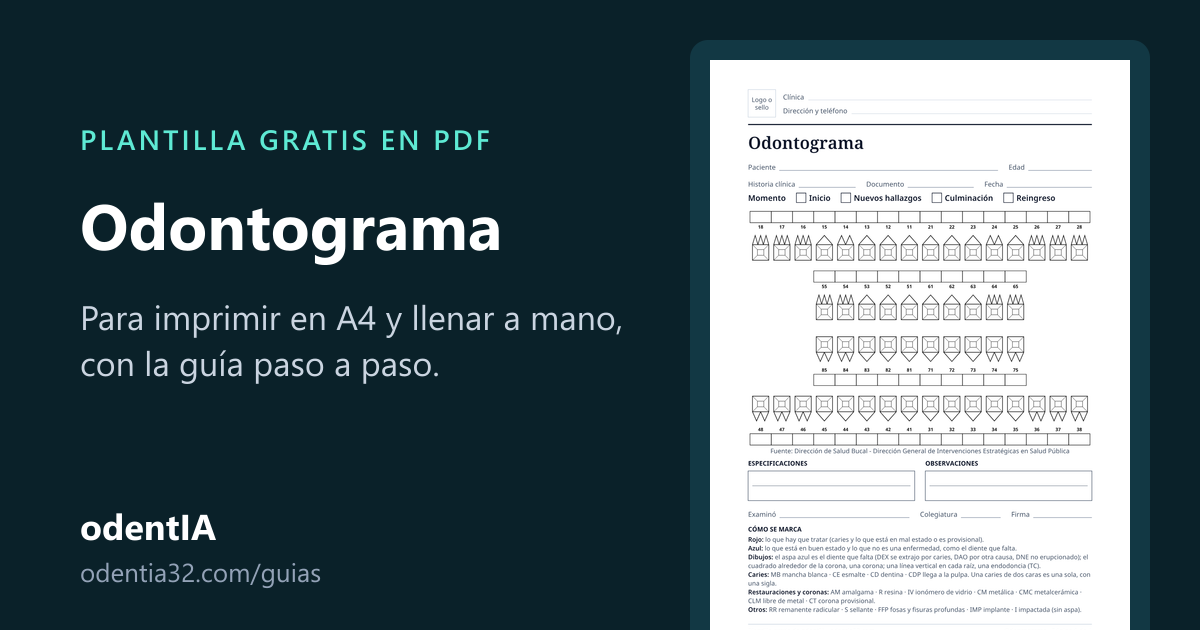 PLANTILLA GRATIS EN PDF
Odontograma
Para imprimir en A4 y llenar a mano,
con la guía paso a paso.
odentIA
odentia32.com/guias
Logo o
sello
Clínica
Dirección y teléfono
Odontograma
Paciente Edad
Historia clínica Documento Fecha
Momento Inicio Nuevos hallazgos Culminación Reingreso
18 17 16 15 14 13 12 11 21 22 23 24 25 26 27 28
55 54 53 52 51 61 62 63 64 65
85 84 83 82 81 71 72 73 74 75
48 47 46 45 44 43 42 41 31 32 33 34 35 36 37 38
Fuente: Dirección de Salud Bucal - Dirección General de Intervenciones Estratégicas en Salud Pública
ESPECIFICACIONES OBSERVACIONES
Examinó Colegiatura Firma
CÓMO SE MARCA
Rojo: lo que hay que tratar (caries y lo que está en mal estado o es provisional).
Azul: lo que está en buen estado y lo que no es una enfermedad, como el diente que falta.
Dibujos: el aspa azul es el diente que falta (DEX se extrajo por caries, DAO por otra causa, DNE no erupcionado); el
cuadrado alrededor de la corona, una corona; una línea vertical en cada raíz, una endodoncia (TC).
Caries: MB mancha blanca · CE esmalte · CD dentina · CDP llega a la pulpa. Una caries de dos caras es una sola, con
una sigla.
Restauraciones y coronas: AM amalgama · R resina · IV ionómero de vidrio · CM metálica · CMC metalcerámica ·
CLM libre de metal · CT corona provisional.
Otros: RR remanente radicular · S sellante · FFP fosas y fisuras profundas · IMP implante · I impactada (sin aspa).